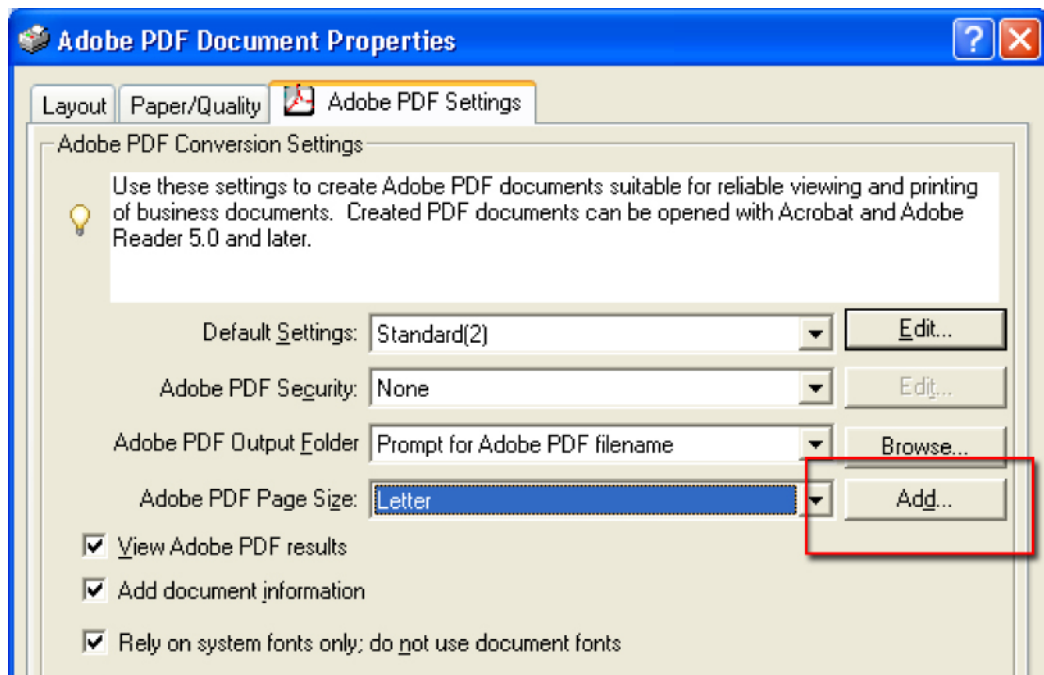 Adobe PDF Document Properties
Layout Paper/Quality Adobe PDF Settings
Adobe PDF Conversion Settings
Use these settings to create Adobe PDF documents suitable for reliable viewing and printing
of business documents. Created PDF documents can be opened with Acrobat and Adobe
Reader 5.0 and later.
Default Settings: Standard(2) Edit...
Adobe PDF Security: None Edit...
Adobe PDF Output Folder Prompt for Adobe PDF filename Browse...
Adobe PDF Page Size: Letter Add...
View Adobe PDF results
Add document information
Rely on system fonts only; do not use document fonts